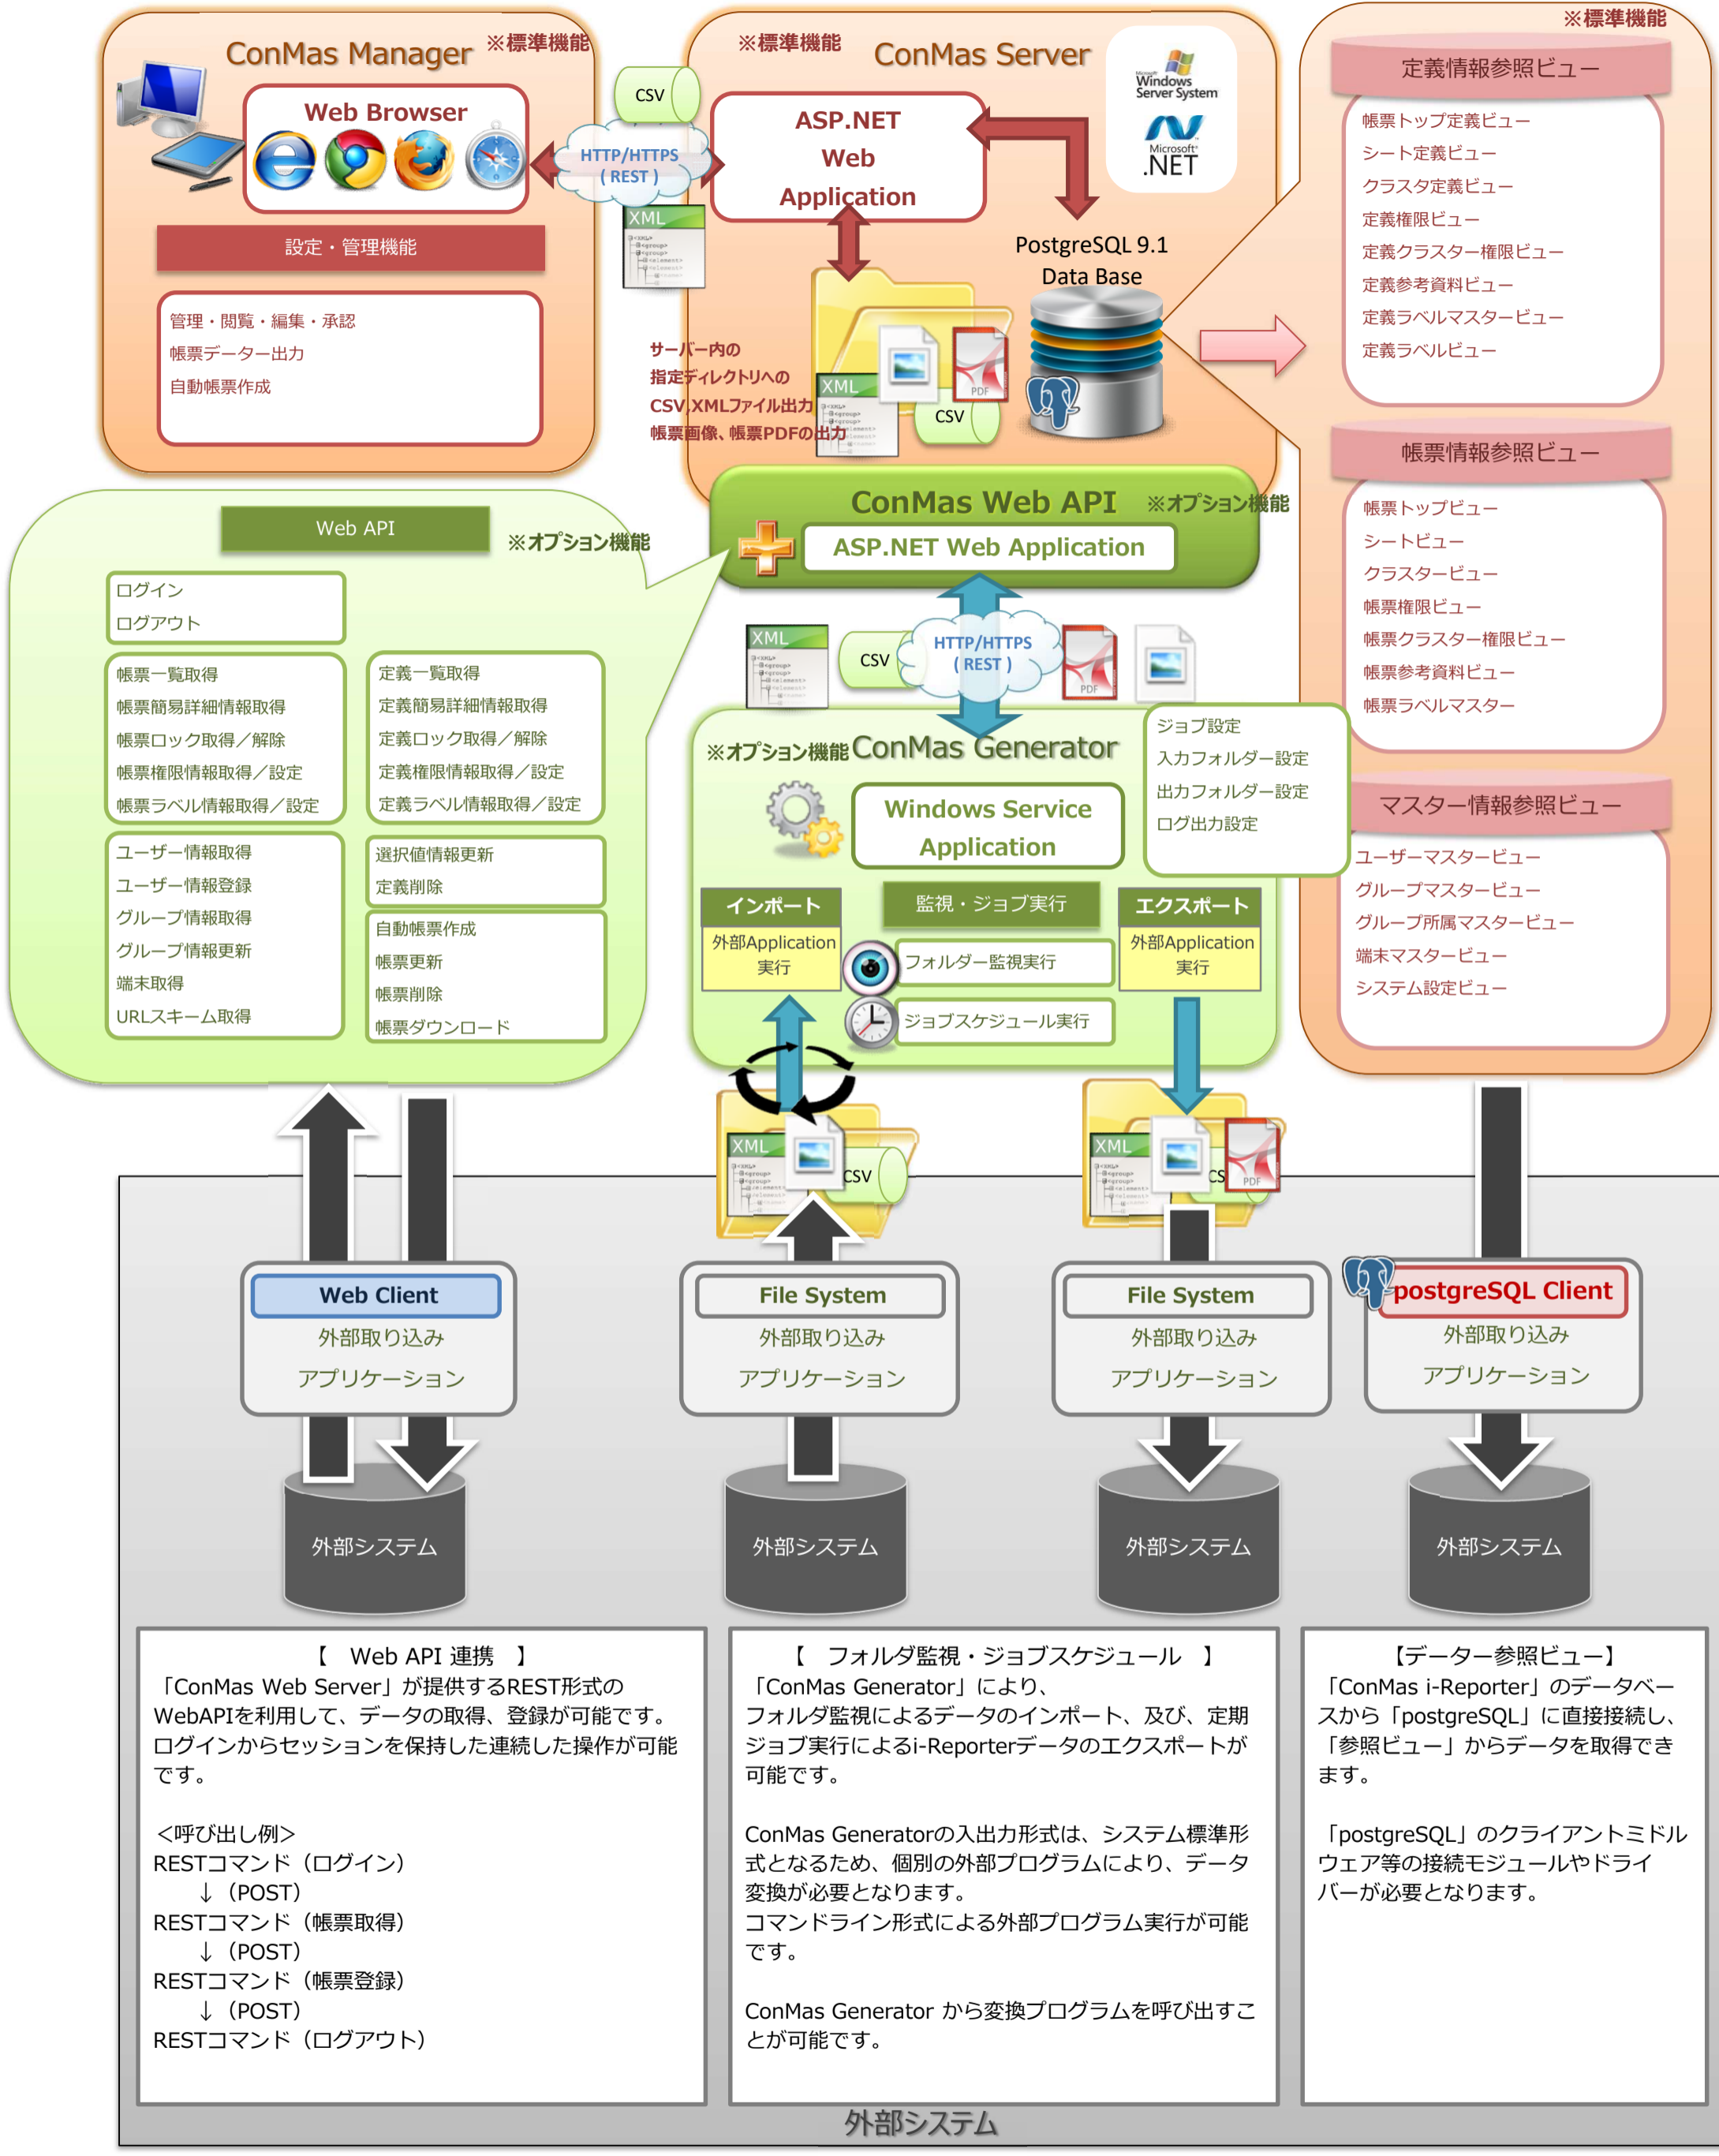 ConMas Manager ※標準機能
Web Browser
設定・管理機能
管理・閲覧・編集・承認
帳票データー出力
自動帳票作成
CSV
HTTP/HTTPS
( REST )
XML
※標準機能 ConMas Server
Microsoft
Windows
Server System
Microsoft
.NET
ASP.NET
Web
Application
PostgreSQL 9.1
Data Base
サーバー内の
指定ディレクトリへの
CSV,XMLファイル出力
帳票画像、帳票PDFの出力
XML
PDF
CSV
※標準機能
定義情報参照ビュー
帳票トップ定義ビュー
シート定義ビュー
クラスタ定義ビュー
定義権限ビュー
定義クラスター権限ビュー
定義参考資料ビュー
定義ラベルマスタービュー
定義ラベルビュー
帳票情報参照ビュー
帳票トップビュー
シートビュー
クラスタービュー
帳票権限ビュー
帳票クラスター権限ビュー
帳票参考資料ビュー
帳票ラベルマスター
マスター情報参照ビュー
ユーザーマスタービュー
グループマスタービュー
グループ所属マスタービュー
端末マスタービュー
システム設定ビュー
ConMas Web API ※オプション機能
ASP.NET Web Application
Web API
※オプション機能
ログイン
ログアウト
帳票一覧取得
帳票簡易詳細情報取得
帳票ロック取得／解除
帳票権限情報取得／設定
帳票ラベル情報取得／設定
定義一覧取得
定義簡易詳細情報取得
定義ロック取得／解除
定義権限情報取得／設定
定義ラベル情報取得／設定
ユーザー情報取得
ユーザー情報登録
グループ情報取得
グループ情報更新
端末取得
URLスキーム取得
選択値情報更新
定義削除
自動帳票作成
帳票更新
帳票削除
帳票ダウンロード
XML
CSV
HTTP/HTTPS
( REST )
PDF
※オプション機能 ConMas Generator
Windows Service
Application
ジョブ設定
入力フォルダー設定
出力フォルダー設定
ログ出力設定
インポート
外部Application
実行
監視・ジョブ実行
フォルダー監視実行
ジョブスケジュール実行
エクスポート
外部Application
実行
XML
CSV
XML
CS
PDF
Web Client
外部取り込み
アプリケーション
外部システム
File System
外部取り込み
アプリケーション
外部システム
File System
外部取り込み
アプリケーション
外部システム
postgreSQL Client
外部取り込み
アプリケーション
外部システム
【　Web API 連携　】
「ConMas Web Server」が提供するREST形式の
WebAPIを利用して、データの取得、登録が可能です。
ログインからセッションを保持した連続した操作が可能
です。
＜呼び出し例＞
RESTコマンド（ログイン）
↓（POST）
RESTコマンド（帳票取得）
↓（POST）
RESTコマンド（帳票登録）
↓（POST）
RESTコマンド（ログアウト）
【　フォルダ監視・ジョブスケジュール　】
「ConMas Generator」により、
フォルダ監視によるデータのインポート、及び、定期
ジョブ実行によるi-Reporterデータのエクスポートが
可能です。
ConMas Generatorの入出力形式は、システム標準形
式となるため、個別の外部プログラムにより、データ
変換が必要となります。
コマンドライン形式による外部プログラム実行が可能
です。
ConMas Generator から変換プログラムを呼び出すこ
とが可能です。
【データー参照ビュー】
「ConMas i-Reporter」のデータベー
スから「postgreSQL」に直接接続し、
「参照ビュー」からデータを取得でき
ます。
「postgreSQL」のクライアントミドル
ウェア等の接続モジュールやドライ
バーが必要となります。
外部システム